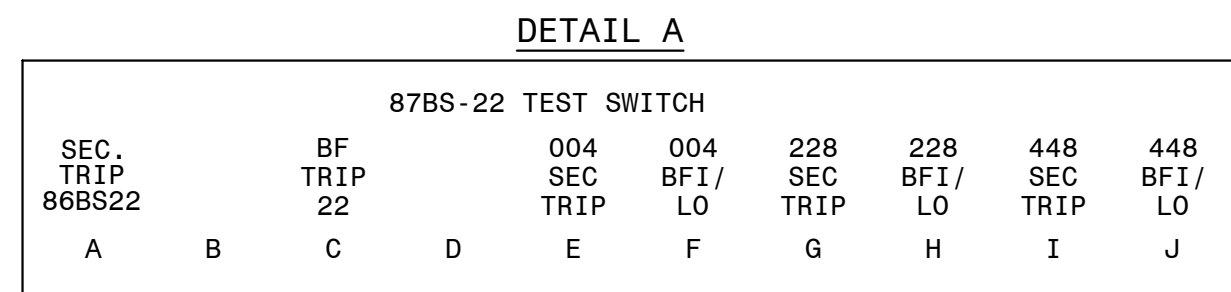 DETAIL A
87BS-22 TEST SWITCH
SEC. BF 004 004 228 228 448 448
TRIP TRIP SEC BFI/ SEC BFI/ SEC BFI/
86BS22 22 TRIP LO TRIP LO TRIP LO
A B C D E F G H I J